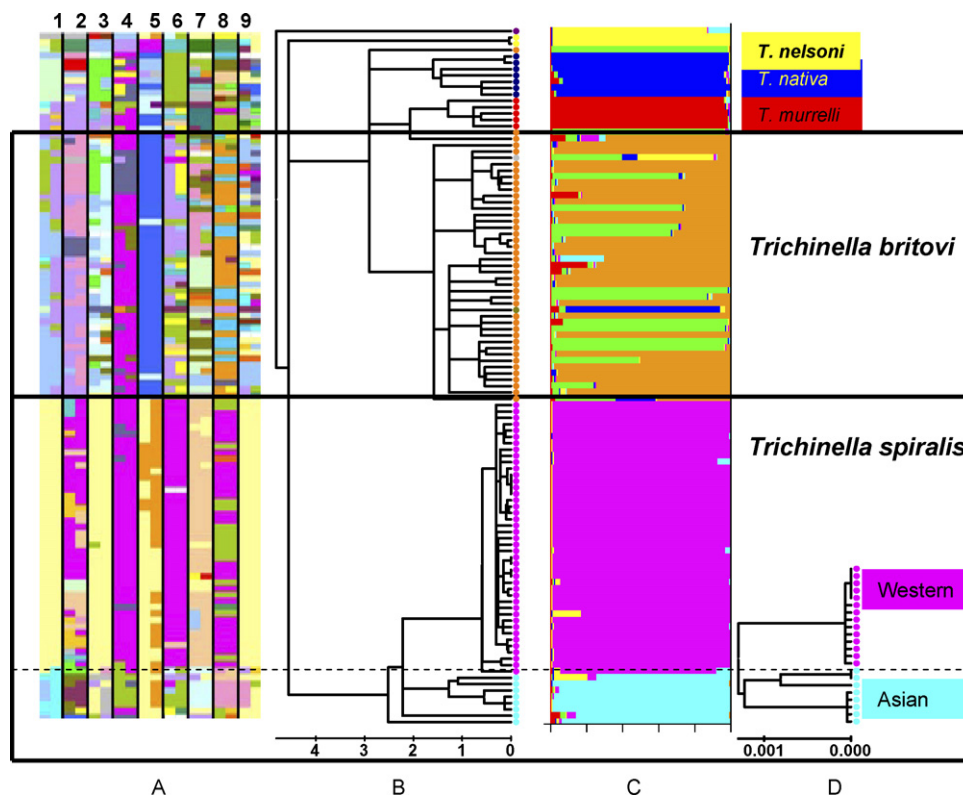 1 2 3 4 5 6 7 8 9
T. nelsoni
T. nativa
T. murrelli
Trichinella britovi
Trichinella spiralis
Western
Asian
4 3 2 1 0
0.001 0.000
A B C D